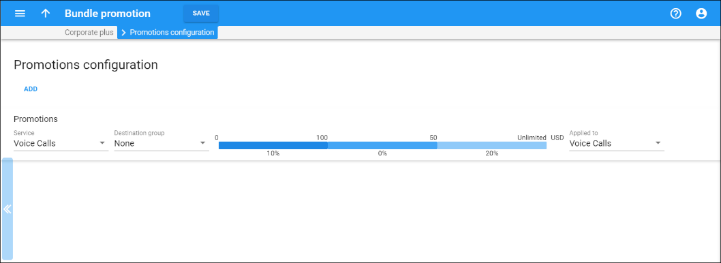 Bundle promotion SAVE
Corporate plus Promotions configuration
Promotions configuration
ADD
Promotions
Service Destination group 0 100 50 Unlimited USD Applied to
Voice Calls None Voice Calls
10% 0% 20%